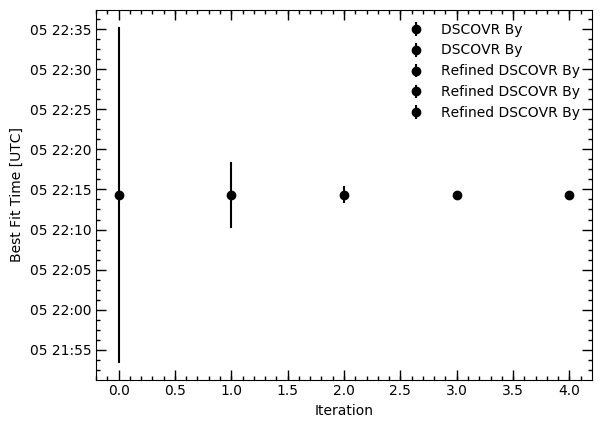 05 22:35
05 22:30
05 22:25
05 22:20
05 22:15
05 22:10
05 22:05
05 22:00
05 21:55
Best Fit Time [UTC]
DSCOVR By
DSCOVR By
Refined DSCOVR By
Refined DSCOVR By
Refined DSCOVR By
0.0 0.5 1.0 1.5 2.0 2.5 3.0 3.5 4.0
Iteration